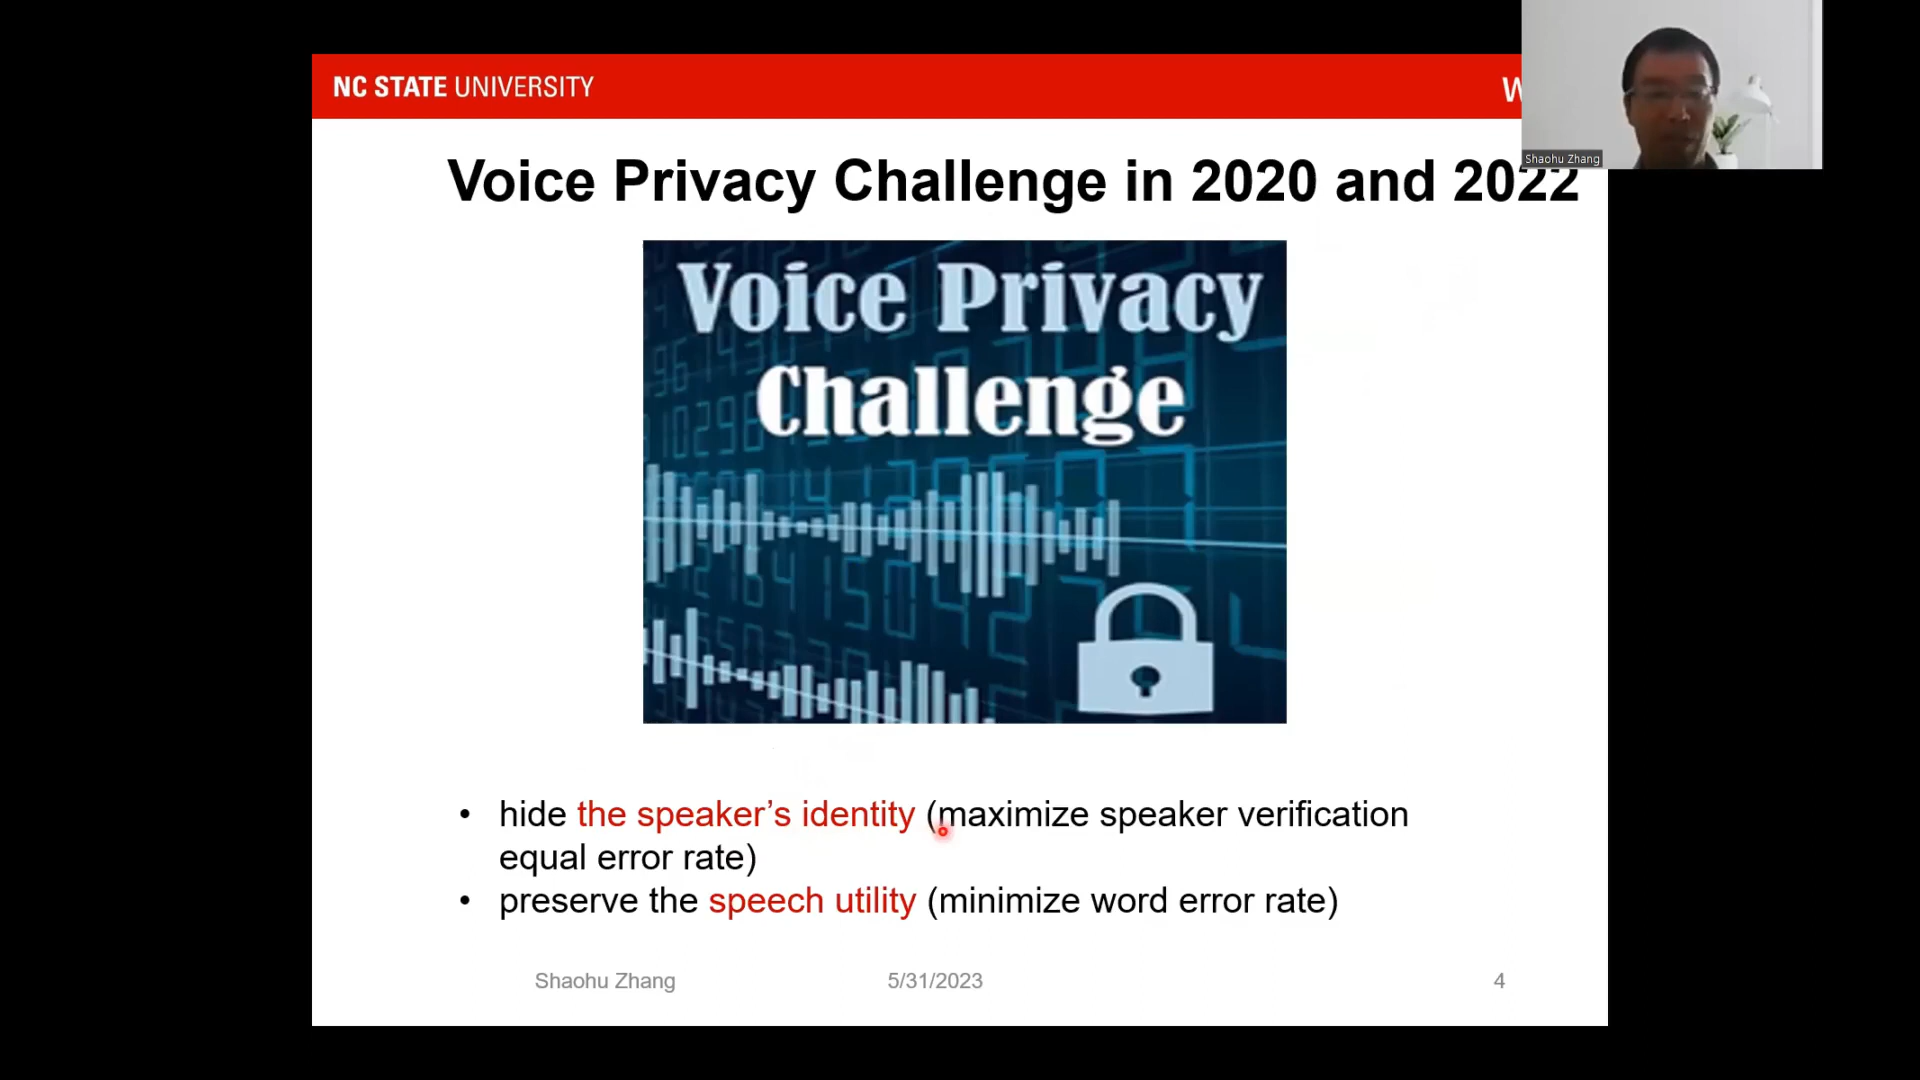 NC STATE UNIVERSITY
W
Shaohu Zhang
Voice Privacy Challenge in 2020 and 2022
Voice Privacy
Challenge
• hide the speaker’s identity (maximize speaker verification
equal error rate)
• preserve the speech utility (minimize word error rate)
Shaohu Zhang 5/31/2023 4